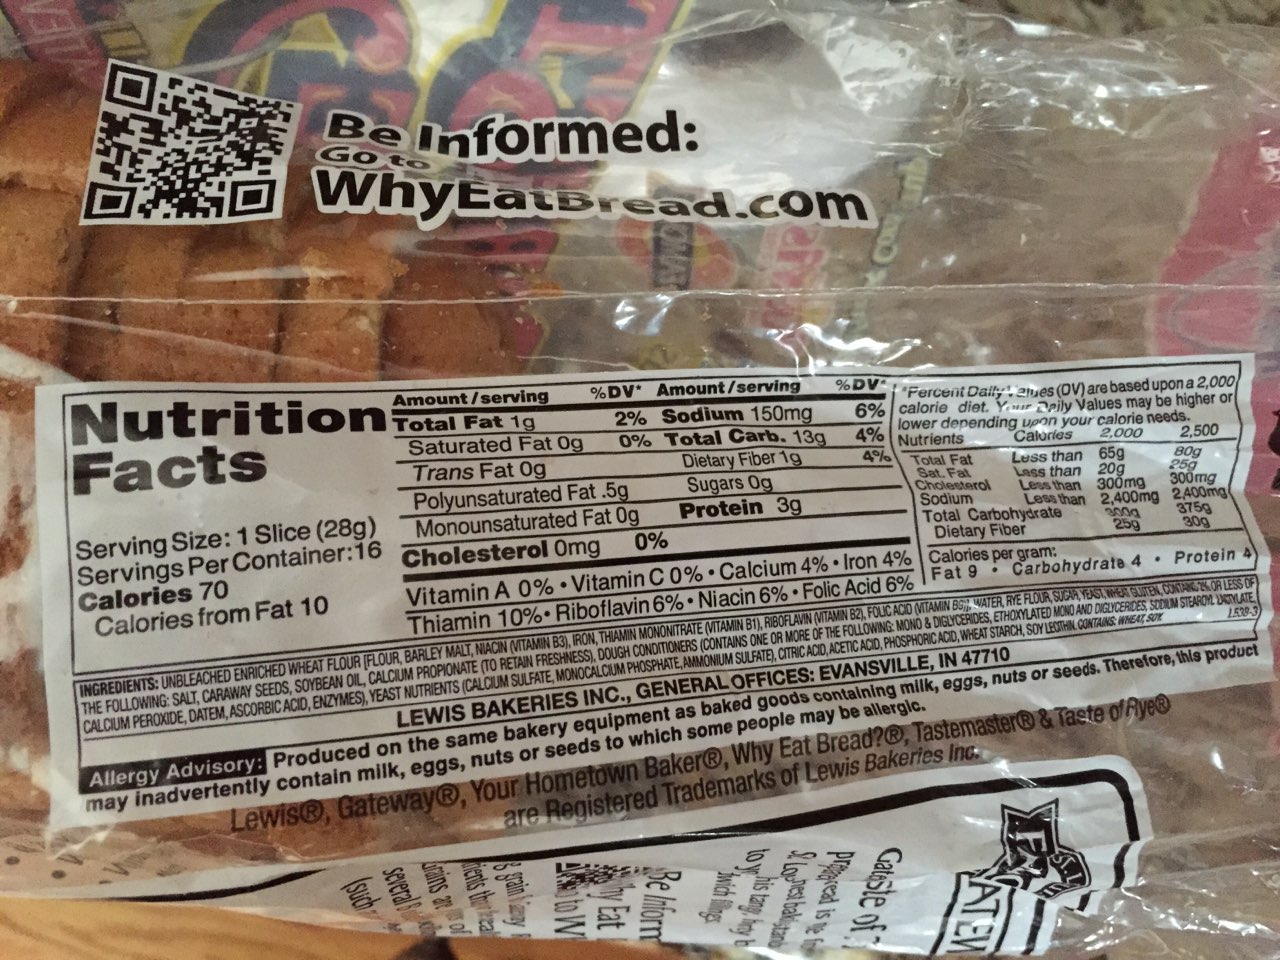 Be Informed:
Go to
WhyEatBread.com
Nutrition
Facts
Serving Size: 1 Slice (28g)
Servings Per Container:16
Calories 70
Calories from Fat 10
Amount/serving %DV* Amount/serving %DV*
Total Fat 1g 2% Sodium 150mg 6%
Saturated Fat 0g 0% Total Carb. 13g 4%
Trans Fat 0g Dietary Fiber 1g 4%
Polyunsaturated Fat .5g Sugars 0g
Monounsaturated Fat 0g Protein 3g
Cholesterol 0mg 0%
Vitamin A 0% • Vitamin C 0% • Calcium 4% • Iron 4%
Thiamin 10% • Riboflavin 6% • Niacin 6% • Folic Acid 6%
*Percent Daily Values (DV) are based upon a 2,000
calorie diet. Your Daily Values may be higher or
lower depending upon your calorie needs.
Nutrients Calories 2,000 2,500
Total Fat Less than 65g 80g
Sat. Fat Less than 20g 25g
Cholesterol Less than 300mg 300mg
Sodium Less than 2,400mg 2,400mg
Total Carbohydrate 300g 375g
Dietary Fiber 25g 30g
Calories per gram:
Fat 9 • Carbohydrate 4 • Protein 4
INGREDIENTS: UNBLEACHED ENRICHED WHEAT FLOUR [FLOUR, BARLEY MALT, NIACIN (VITAMIN B3), IRON, THIAMIN MONONITRATE (VITAMIN B1), RIBOFLAVIN (VITAMIN B2), FOLIC ACID (VITAMIN B9)], WATER, RYE FLOUR, SUGAR, YEAST, WHEAT GLUTEN, CONTAINS 2% OR LESS OF
THE FOLLOWING: SALT, CARAWAY SEEDS, SOYBEAN OIL, CALCIUM PROPIONATE (TO RETAIN FRESHNESS), DOUGH CONDITIONERS (CONTAINS ONE OR MORE OF THE FOLLOWING: MONO & DIGLYCERIDES, ETHOXYLATED MONO AND DIGLYCERIDES, SODIUM STEAROYL LACTYLATE,
CALCIUM PEROXIDE, DATEM, ASCORBIC ACID, ENZYMES), YEAST NUTRIENTS (CALCIUM SULFATE, MONOCALCIUM PHOSPHATE, AMMONIUM SULFATE), CITRIC ACID, ACETIC ACID, PHOSPHORIC ACID, WHEAT STARCH, SOY LECITHIN. CONTAINS: WHEAT, SOY. 1539-3
LEWIS BAKERIES INC., GENERAL OFFICES: EVANSVILLE, IN 47710
Allergy Advisory: Produced on the same bakery equipment as baked goods containing milk, eggs, nuts or seeds. Therefore, this product
may inadvertently contain milk, eggs, nuts or seeds to which some people may be allergic.
Lewis®, Gateway®, Your Hometown Baker®, Why Eat Bread?®, Tastemaster® & Taste of Rye®
are Registered Trademarks of Lewis Bakeries Inc.
Be Inform
Eat
several
(such